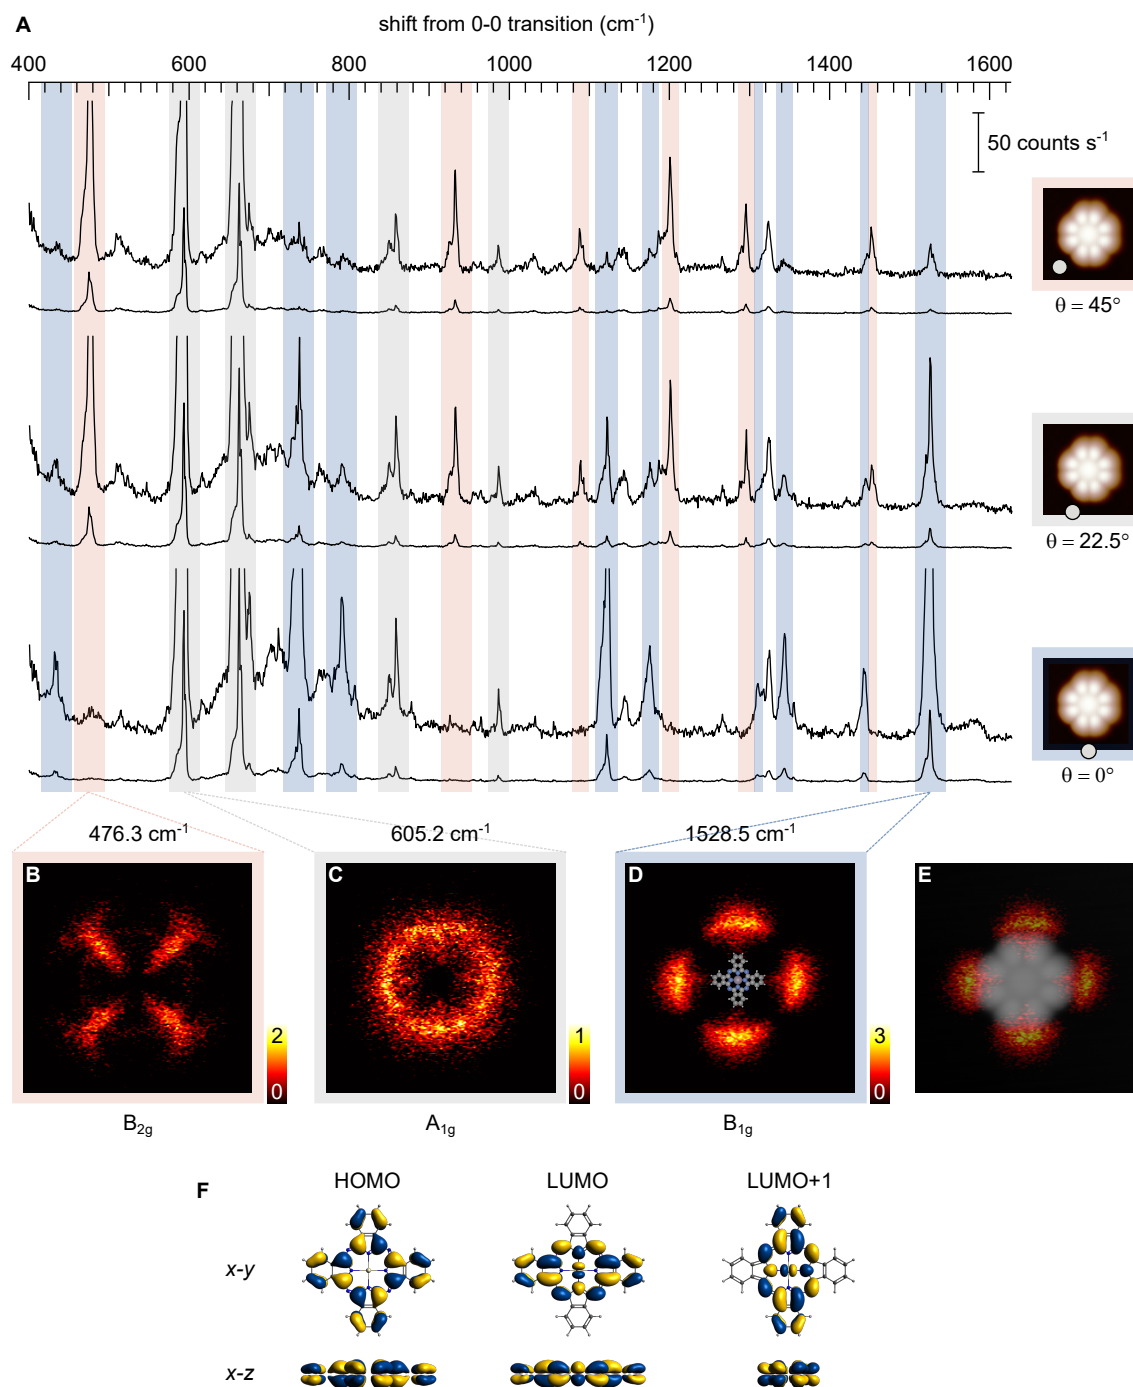 A
shift from 0-0 transition (cm⁻¹)
400 600 800 1000 1200 1400 1600
50 counts s⁻¹
θ = 45°
θ = 22.5°
θ = 0°
476.3 cm⁻¹ 605.2 cm⁻¹ 1528.5 cm⁻¹
B C D E
2 1 3
0 0 0
B₂g A₁g B₁g
F HOMO LUMO LUMO+1
x-y
x-z